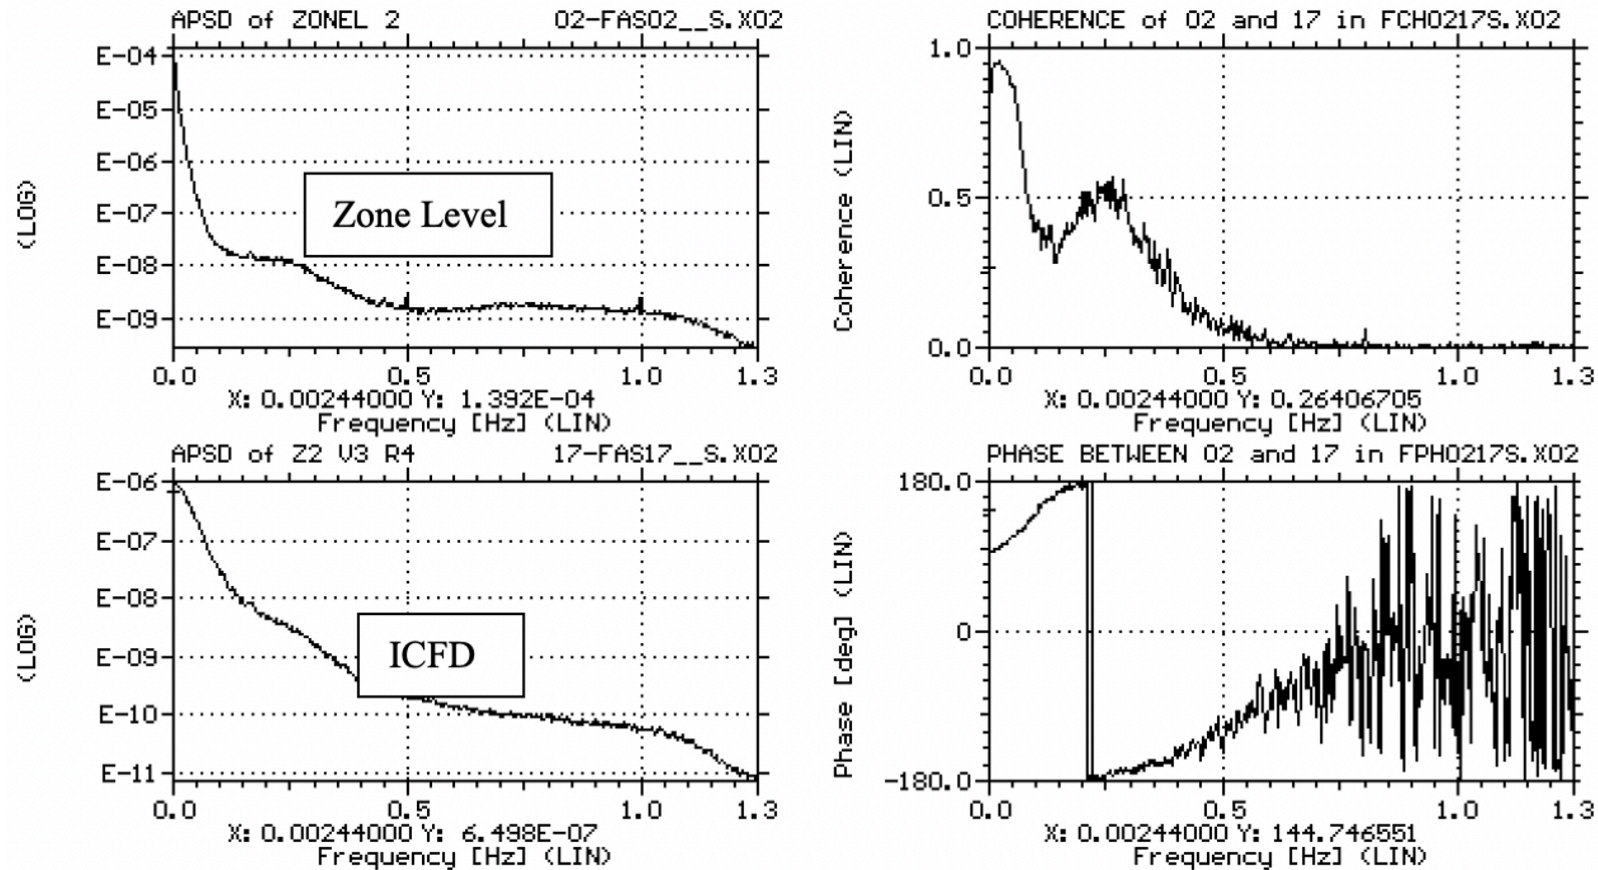 APSD of ZONEL 2 02-FAS02__S.X02
(LOG)
E-04
E-05
E-06
E-07
E-08
E-09
Zone Level
0.0 0.5 1.0 1.3
X: 0.00244000 Y: 1.392E-04
Frequency [Hz] (LIN)
COHERENCE of 02 and 17 in FCH0217S.X02
Coherence (LIN)
1.0
0.5
0.0
0.0 0.5 1.0 1.3
X: 0.00244000 Y: 0.26406705
Frequency [Hz] (LIN)
APSD of Z2 V3 R4 17-FAS17__S.X02
(LOG)
E-06
E-07
E-08
E-09
E-10
E-11
ICFD
0.0 0.5 1.0 1.3
X: 0.00244000 Y: 6.498E-07
Frequency [Hz] (LIN)
PHASE BETWEEN 02 and 17 in FPH0217S.X02
Phase [deg] (LIN)
180.0
0
-180.0
0.0 0.5 1.0 1.3
X: 0.00244000 Y: 144.746551
Frequency [Hz] (LIN)